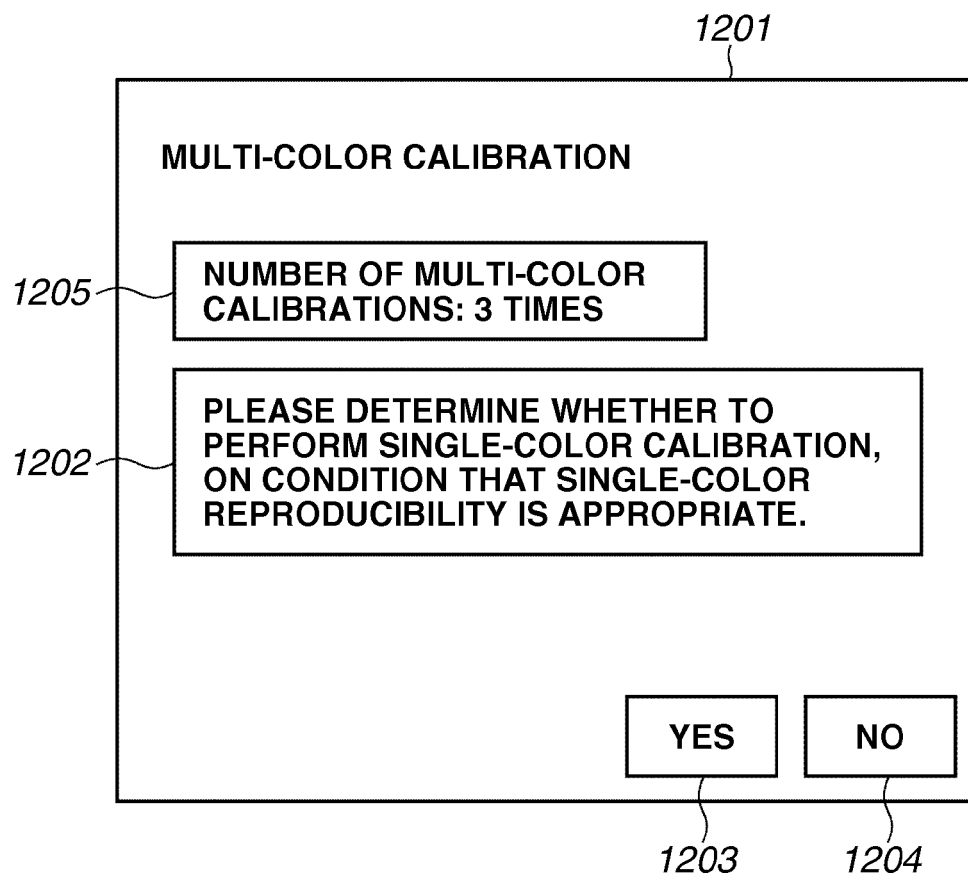 1201
MULTI-COLOR CALIBRATION
1205
NUMBER OF MULTI-COLOR
CALIBRATIONS: 3 TIMES
1202
PLEASE DETERMINE WHETHER TO
PERFORM SINGLE-COLOR CALIBRATION,
ON CONDITION THAT SINGLE-COLOR
REPRODUCIBILITY IS APPROPRIATE.
YES NO
1203 1204